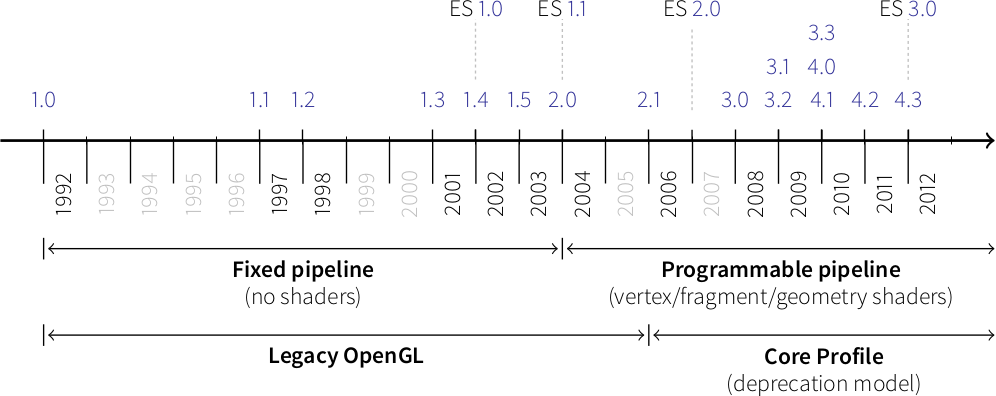 ES 1.0 ES 1.1 ES 2.0 ES 3.0
3.3
3.1 4.0
1.0 1.1 1.2 1.3 1.4 1.5 2.0 2.1 3.0 3.2 4.1 4.2 4.3
1992 1993 1994 1995 1996 1997 1998 1999 2000 2001 2002 2003 2004 2005 2006 2007 2008 2009 2010 2011 2012
Fixed pipeline Programmable pipeline
(no shaders) (vertex/fragment/geometry shaders)
Legacy OpenGL Core Profile
(deprecation model)